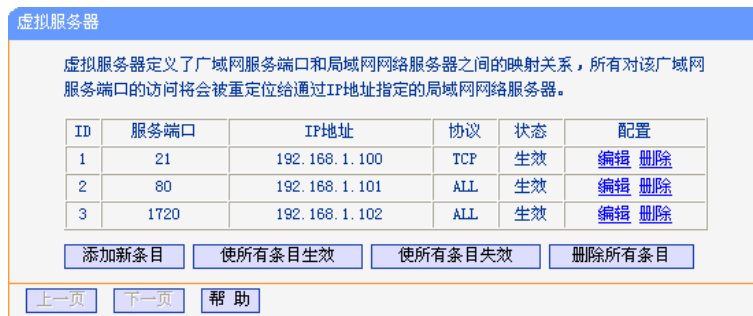 虚拟服务器
虚拟服务器定义了广域网服务端口和局域网网络服务器之间的映射关系，所有对该广域网
服务端口的访问将会被重定位给通过IP地址指定的局域网网络服务器。
ID 服务端口 IP地址 协议 状态 配置
1 21 192.168.1.100 TCP 生效 编辑 删除
2 80 192.168.1.101 ALL 生效 编辑 删除
3 1720 192.168.1.102 ALL 生效 编辑 删除
添加新条目 使所有条目生效 使所有条目失效 删除所有条目
上一页 下一页 帮 助